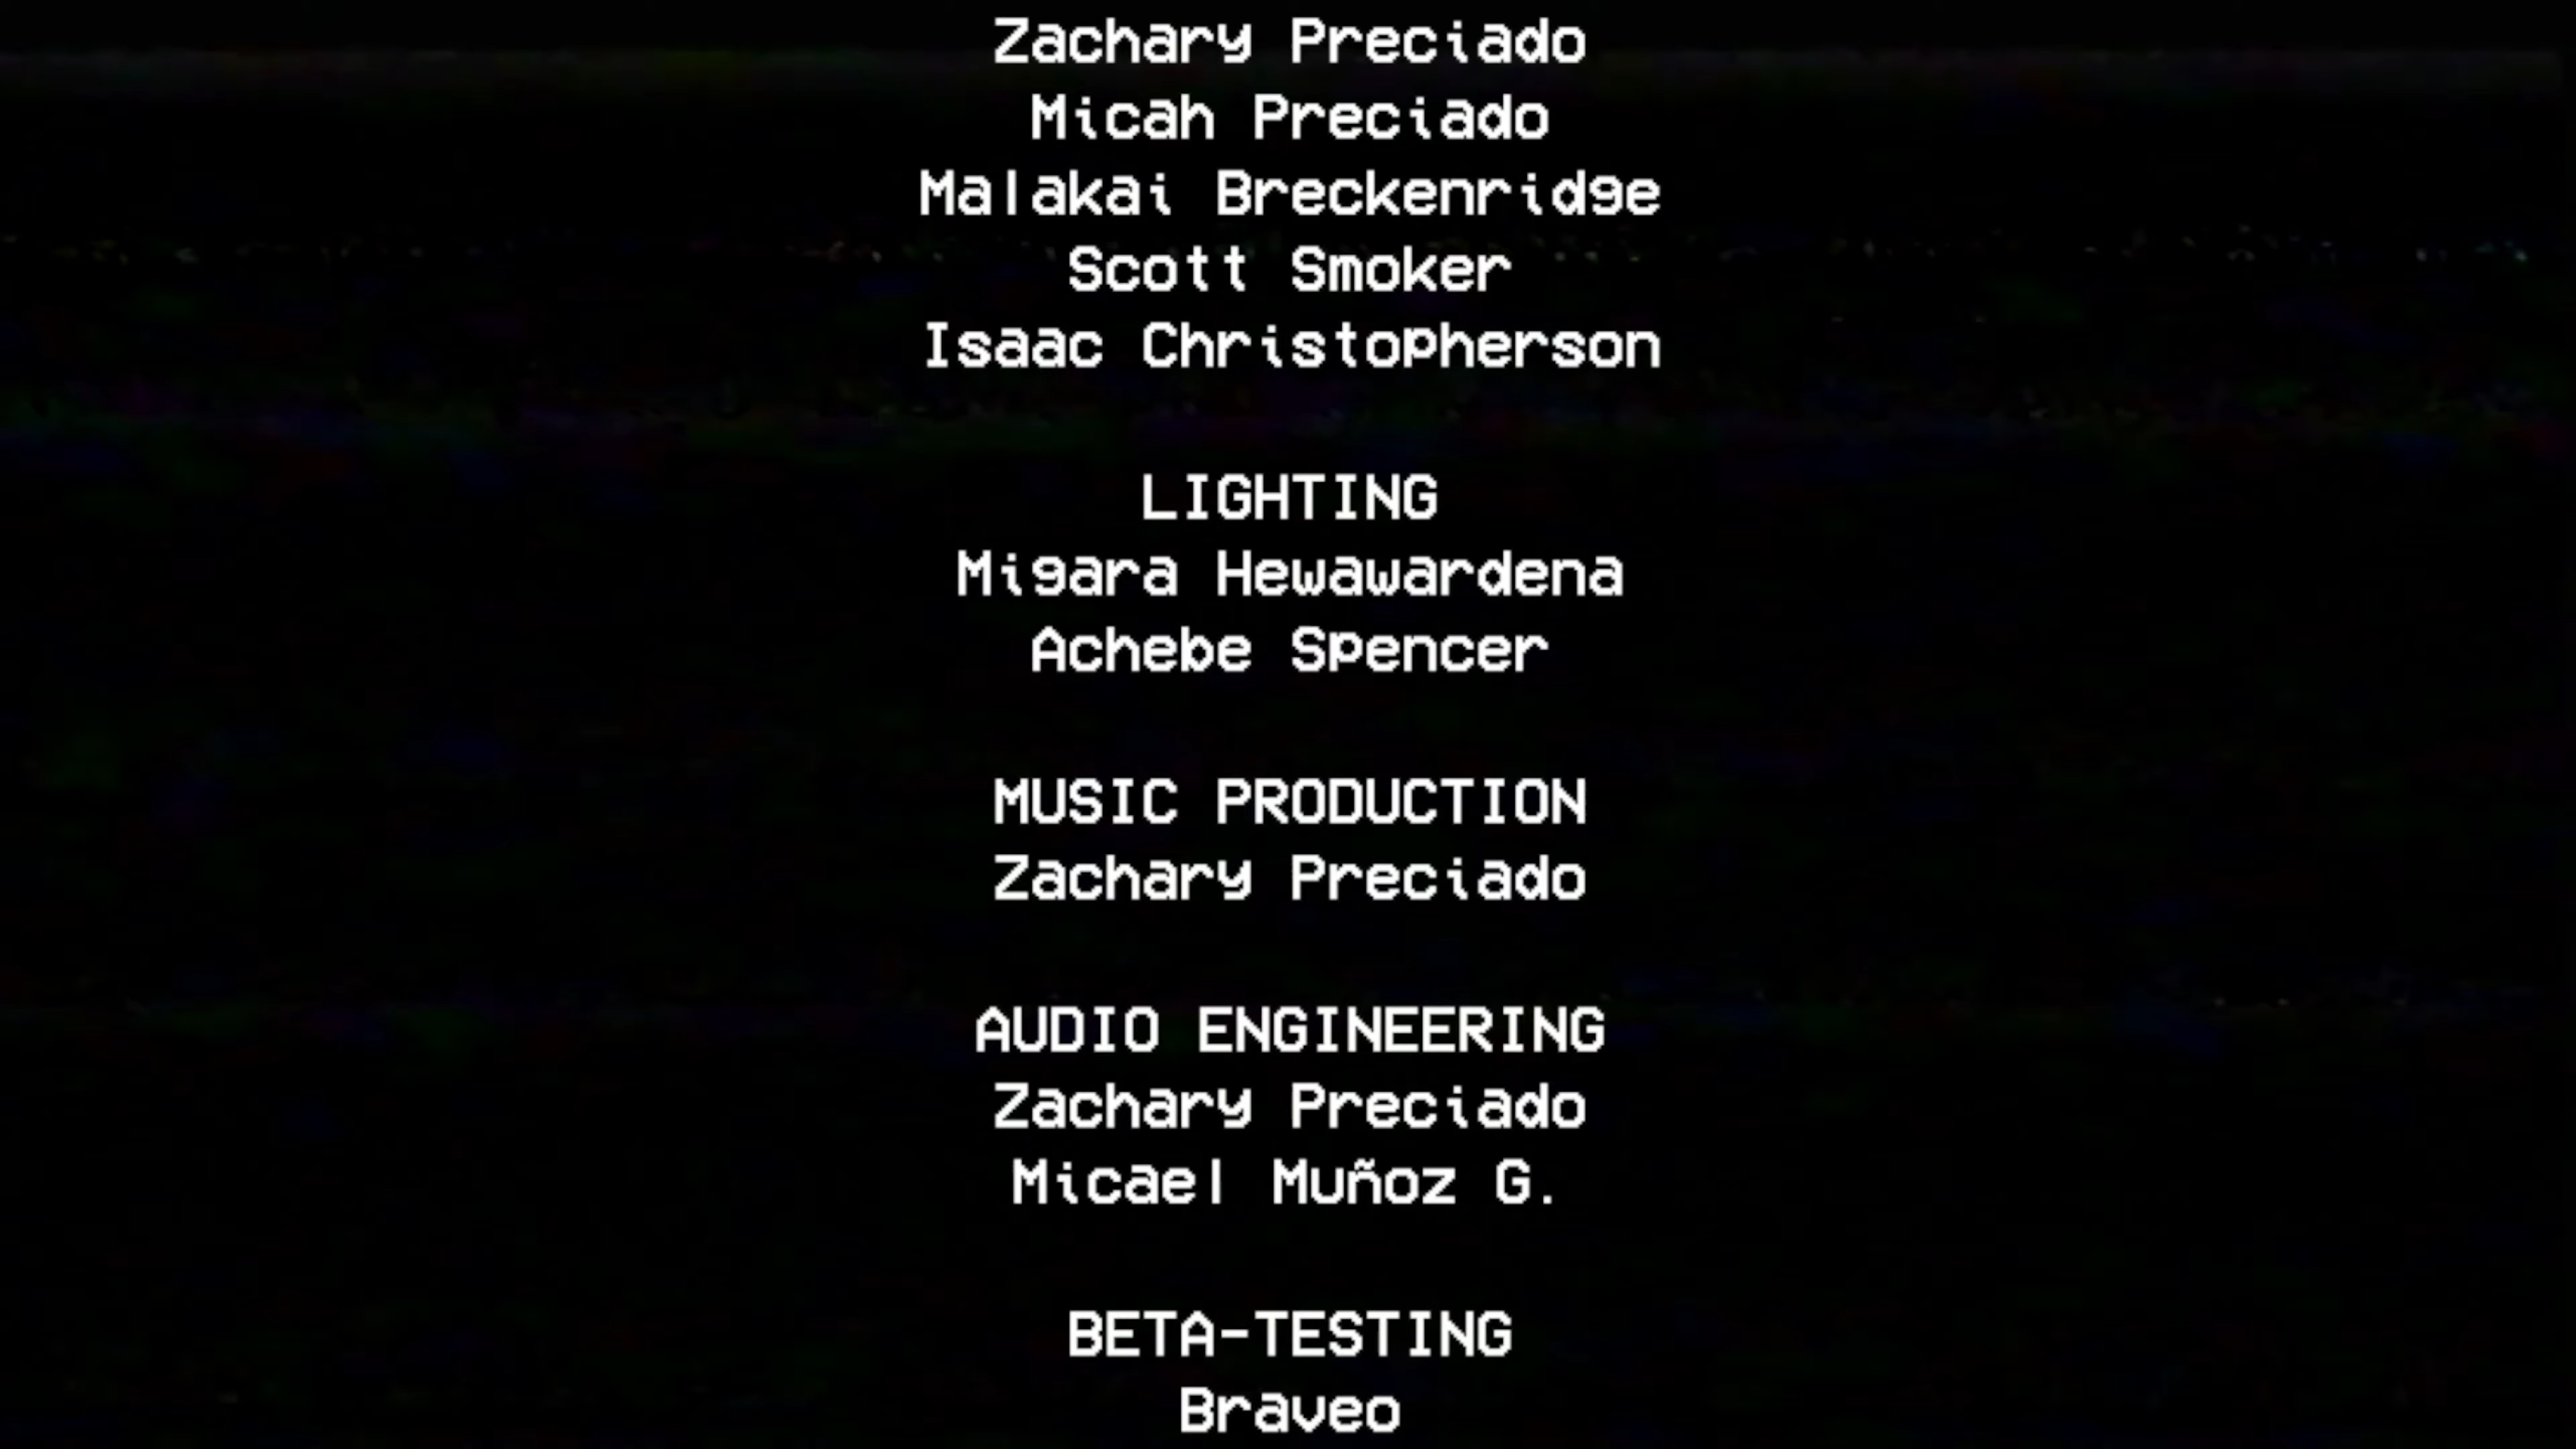 Zachary Preciado
Micah Preciado
Malakai Breckenridge
Scott Smoker
Isaac Christopherson
LIGHTING
Migara Hewawardena
Achebe Spencer
MUSIC PRODUCTION
Zachary Preciado
AUDIO ENGINEERING
Zachary Preciado
Micael Muñoz G.
BETA-TESTING
Braveo